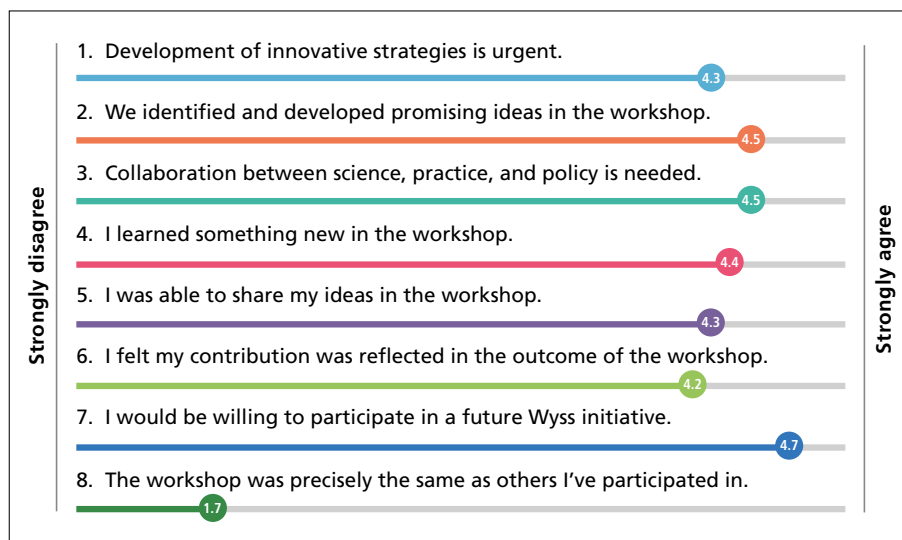 1. Development of innovative strategies is urgent.
4.3
2. We identified and developed promising ideas in the workshop.
4.5
3. Collaboration between science, practice, and policy is needed.
4.5
4. I learned something new in the workshop.
4.4
5. I was able to share my ideas in the workshop.
4.3
6. I felt my contribution was reflected in the outcome of the workshop.
4.2
7. I would be willing to participate in a future Wyss initiative.
4.7
8. The workshop was precisely the same as others I've participated in.
1.7
Strongly disagree
Strongly agree